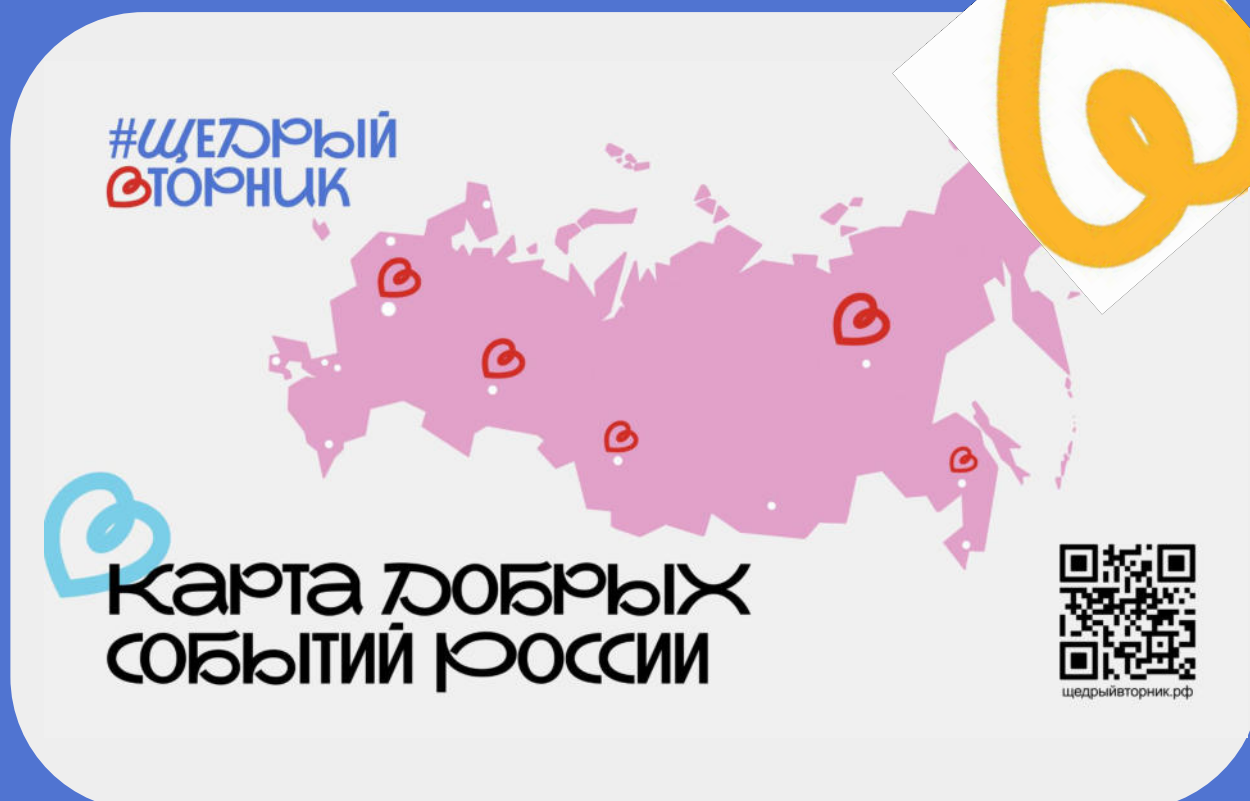 #ЩЕДРЫЙ
ВТОРНИК
Карта Добрых
событий России
щедрыйвторник.рф